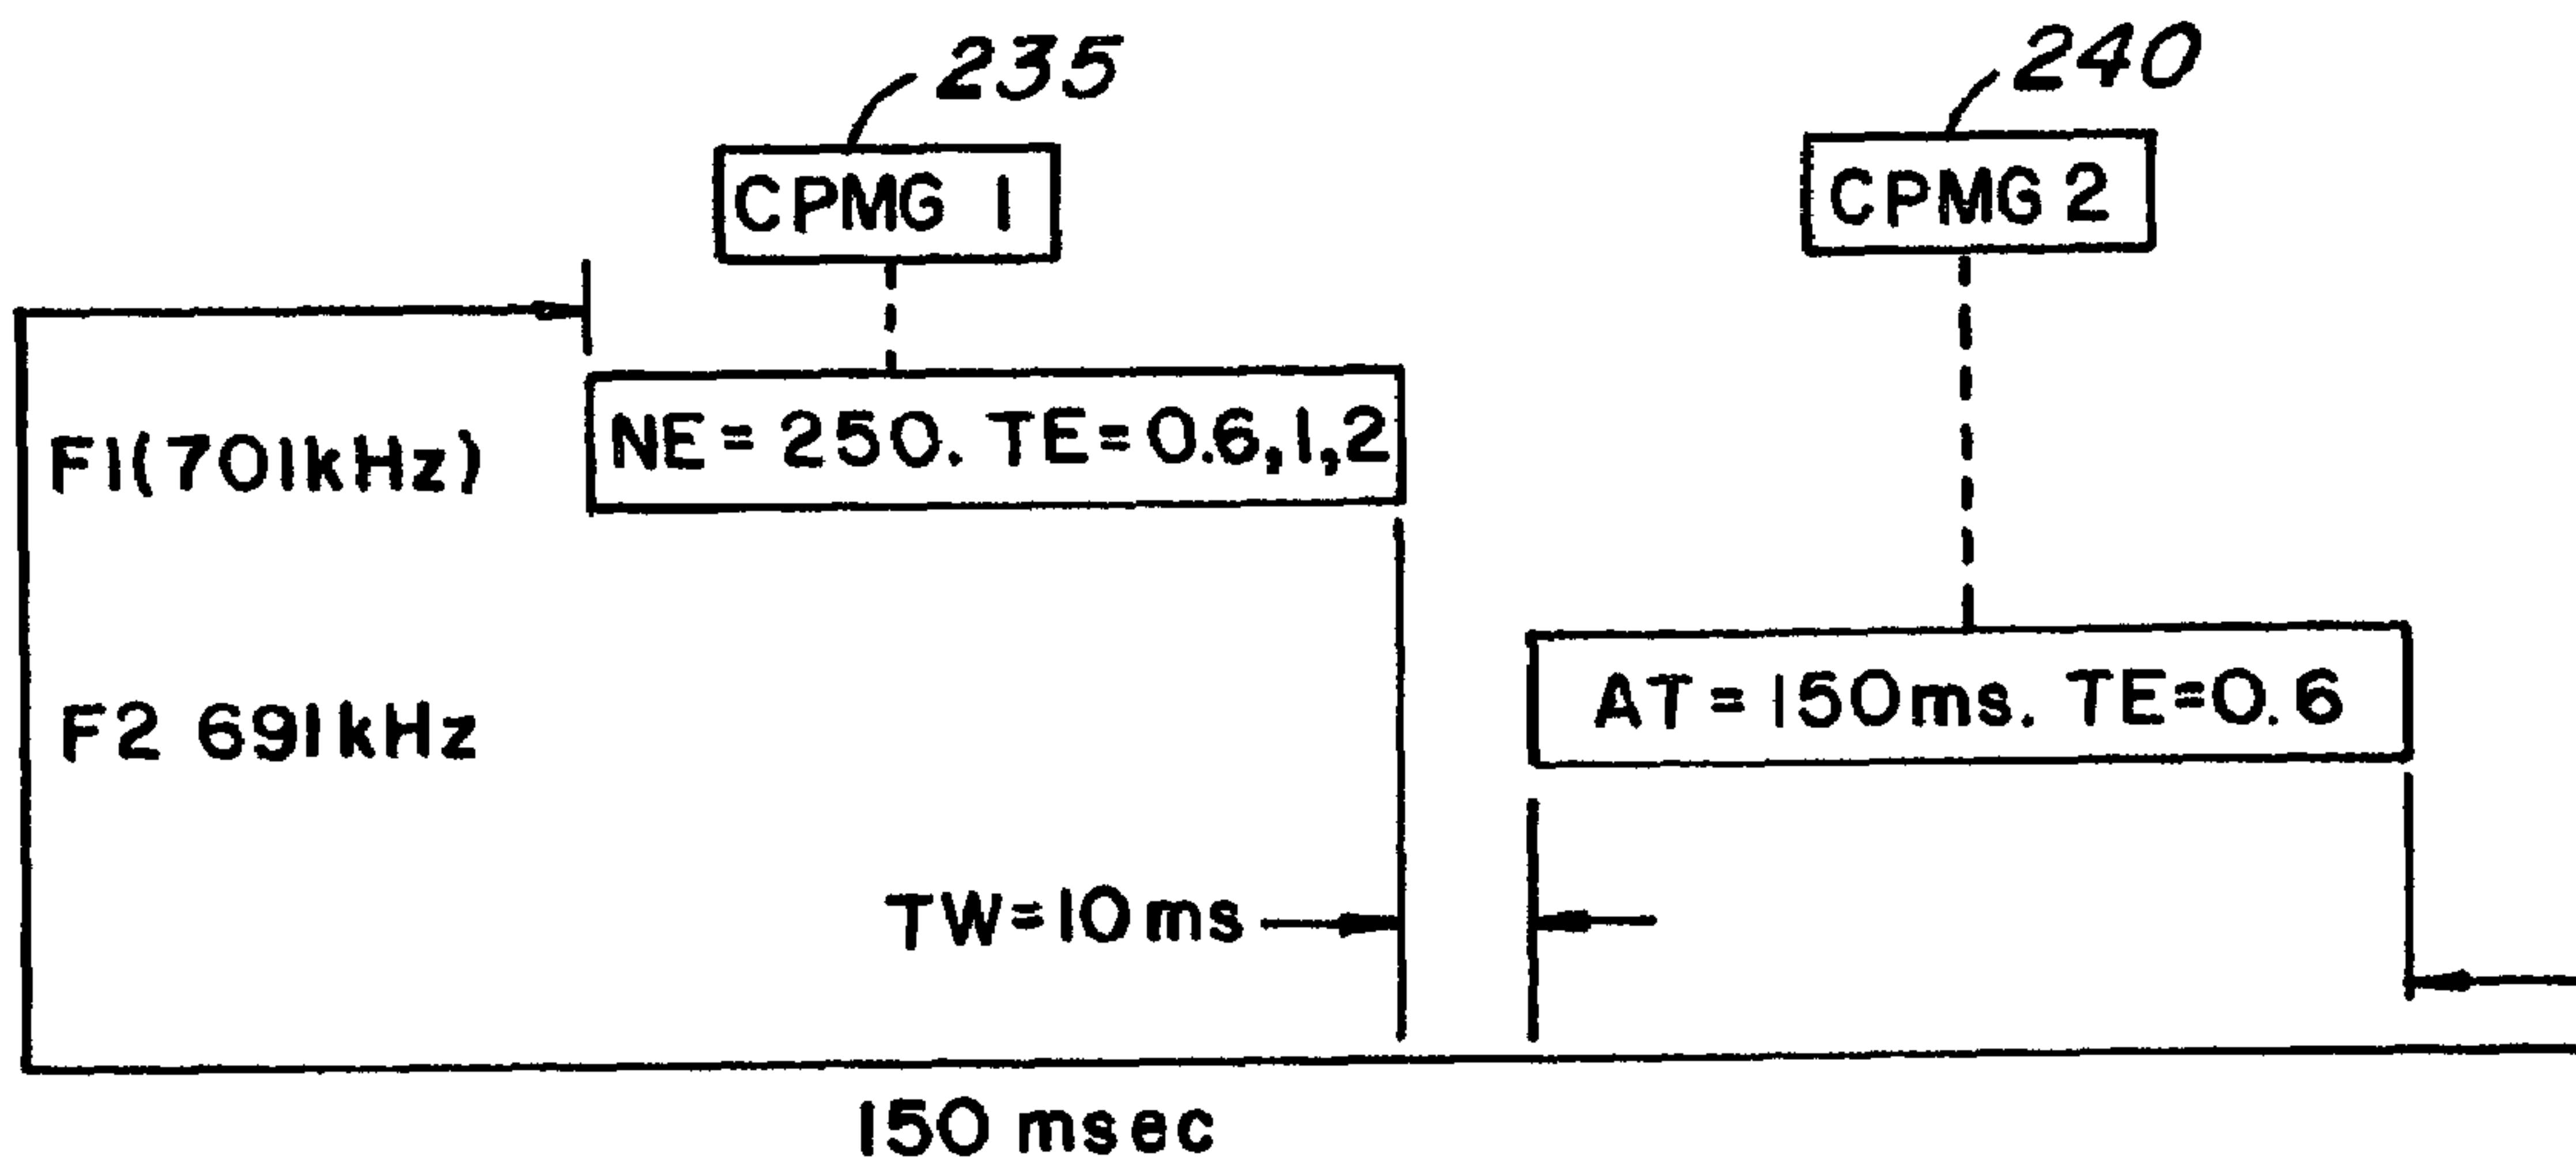 235
240
CPMG 1
CPMG 2
F1(701kHz)
NE = 250. TE=0.6,1,2
F2 691kHz
AT = 150ms. TE=0.6
TW=10ms
150 msec